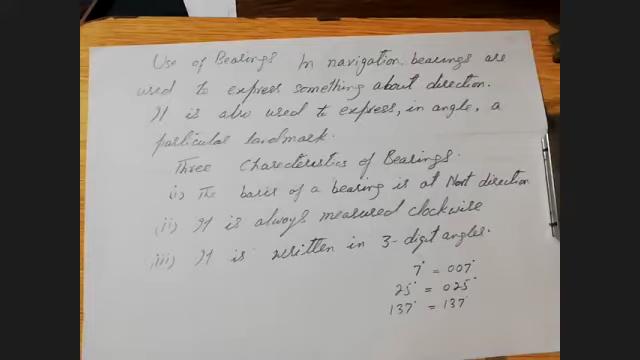 Use of Bearings In navigation bearings are
used to express something about direction.
It is also used to express, in angle, a
particular landmark.
Three Characteristics of Bearings.
(i) The basis of a bearing is at Nort direction
(ii) It is always measured clockwise
(iii) It is written in 3-digit angles.
7° = 007°
25° = 025°
137° = 137°